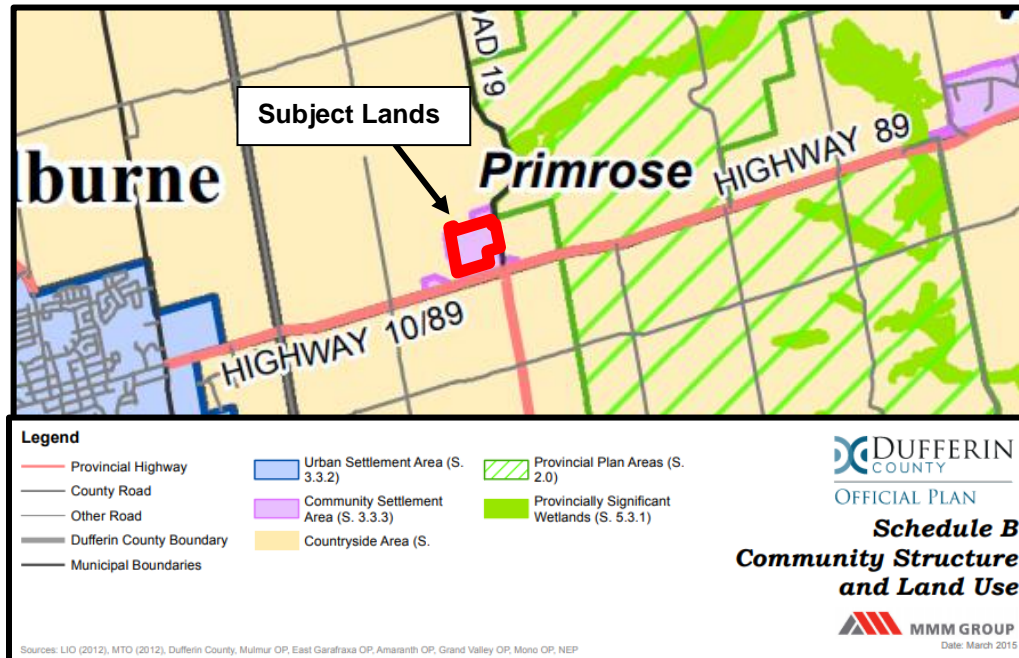 OAD 19
Subject Lands
lburne
Primrose
HIGHWAY 89
HIGHWAY 10/89
Legend
Provincial Highway
County Road
Other Road
Dufferin County Boundary
Municipal Boundaries
Urban Settlement Area (S.
3.3.2)
Community Settlement
Area (S. 3.3.3)
Countryside Area (S.
Provincial Plan Areas (S.
2.0)
Provincially Significant
Wetlands (S. 5.3.1)
DUFFERIN
COUNTY
OFFICIAL PLAN
Schedule B
Community Structure
and Land Use
MMM GROUP
Date: March 2015
Sources: LIO (2012), MTO (2012), Dufferin County, Mulmur OP, East Garafraxa OP, Amaranth OP, Grand Valley OP, Mono OP, NEP